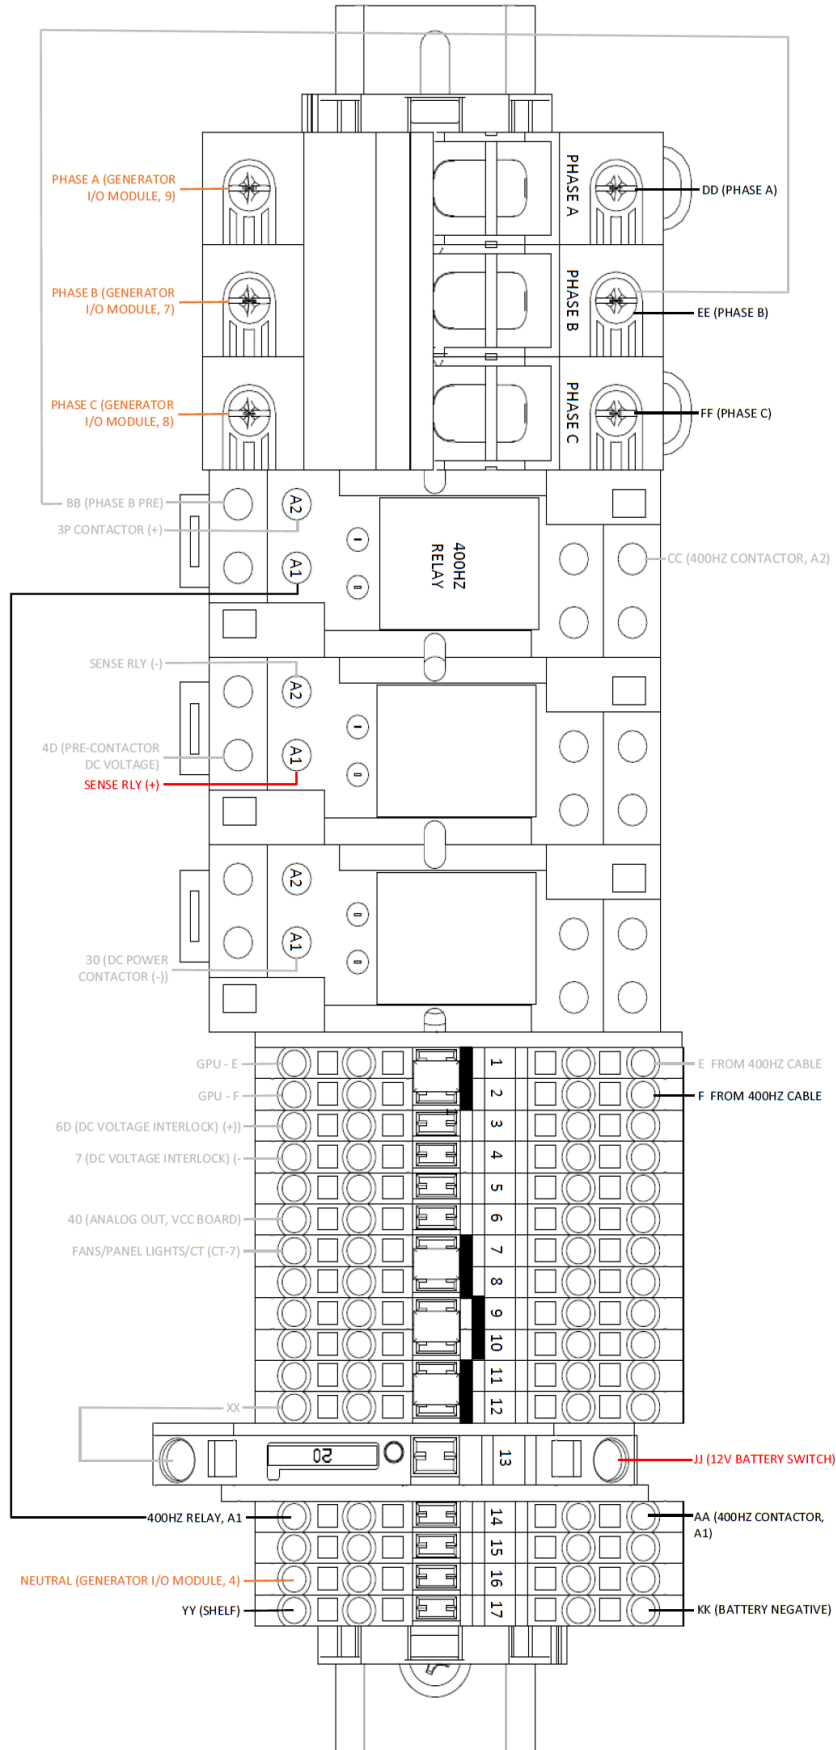 PHASE A (GENERATOR
I/O MODULE, 9)
PHASE A
DD (PHASE A)
PHASE B (GENERATOR
I/O MODULE, 7)
PHASE B
EE (PHASE B)
PHASE C (GENERATOR
I/O MODULE, 8)
PHASE C
FF (PHASE C)
BB (PHASE B PRE)
A2
3P CONTACTOR (+)
A1
400HZ
RELAY
CC (400HZ CONTACTOR, A2)
SENSE RLY (-)
A2
4D (PRE-CONTACTOR
DC VOLTAGE)
A1
SENSE RLY (+)
A2
30 (DC POWER
CONTACTOR (-))
A1
GPU - E
1
E FROM 400HZ CABLE
GPU - F
2
F FROM 400HZ CABLE
6D (DC VOLTAGE INTERLOCK) (+))
3
7 (DC VOLTAGE INTERLOCK) (-
4
5
40 (ANALOG OUT, VCC BOARD)
6
FANS/PANEL LIGHTS/CT (CT-7)
7
8
9
10
11
XX
12
20
13
JJ (12V BATTERY SWITCH)
400HZ RELAY, A1
14
AA (400HZ CONTACTOR,
A1)
15
NEUTRAL (GENERATOR I/O MODULE, 4)
16
YY (SHELF)
17
KK (BATTERY NEGATIVE)